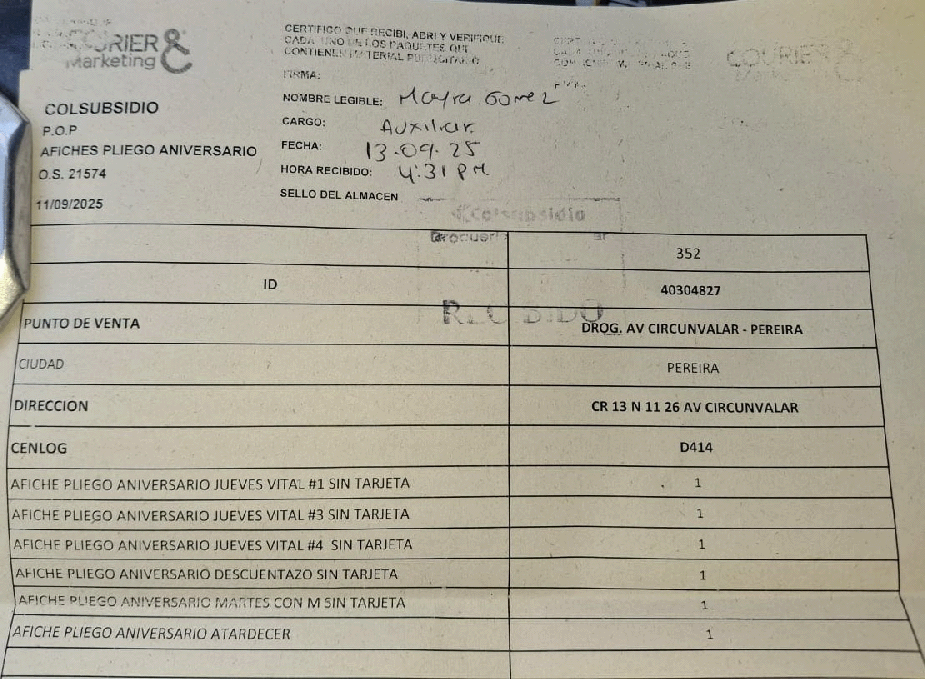 COURIER &
Marketing
CERTIFICO QUE RECIBI, ABRI Y VERIFIQUE
CADA UNO DE LOS PAQUETES QUE
CONTIENEN MATERIAL PUBLICITARIO
FIRMA:
NOMBRE LEGIBLE: Mayra Gomez
CARGO: Auxiliar
FECHA: 13-09-25
HORA RECIBIDO: 4:31 PM
SELLO DEL ALMACEN
COURIER &
COLSUBSIDIO
P.O.P
AFICHES PLIEGO ANIVERSARIO
O.S. 21574
11/09/2025
Colsubsidio
RECIBIDO
352
ID 40304827
PUNTO DE VENTA DROG. AV CIRCUNVALAR - PEREIRA
CIUDAD PEREIRA
DIRECCION CR 13 N 11 26 AV CIRCUNVALAR
CENLOG D414
AFICHE PLIEGO ANIVERSARIO JUEVES VITAL #1 SIN TARJETA 1
AFICHE PLIEGO ANIVERSARIO JUEVES VITAL #3 SIN TARJETA 1
AFICHE PLIEGO ANIVERSARIO JUEVES VITAL #4 SIN TARJETA 1
AFICHE PLIEGO ANIVERSARIO DESCUENTAZO SIN TARJETA 1
AFICHE PLIEGO ANIVERSARIO MARTES CON M SIN TARJETA 1
AFICHE PLIEGO ANIVERSARIO ATARDECER 1